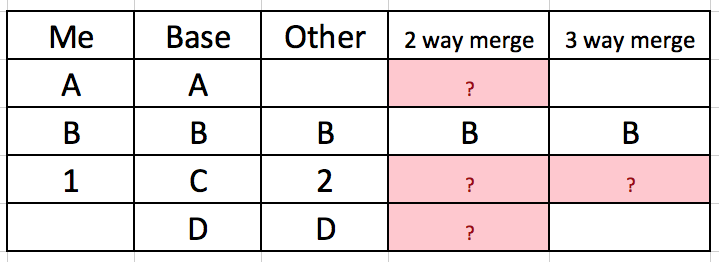 Me Base Other 2 way merge 3 way merge
A A ?
B B B B B
1 C 2 ? ?
D D ?